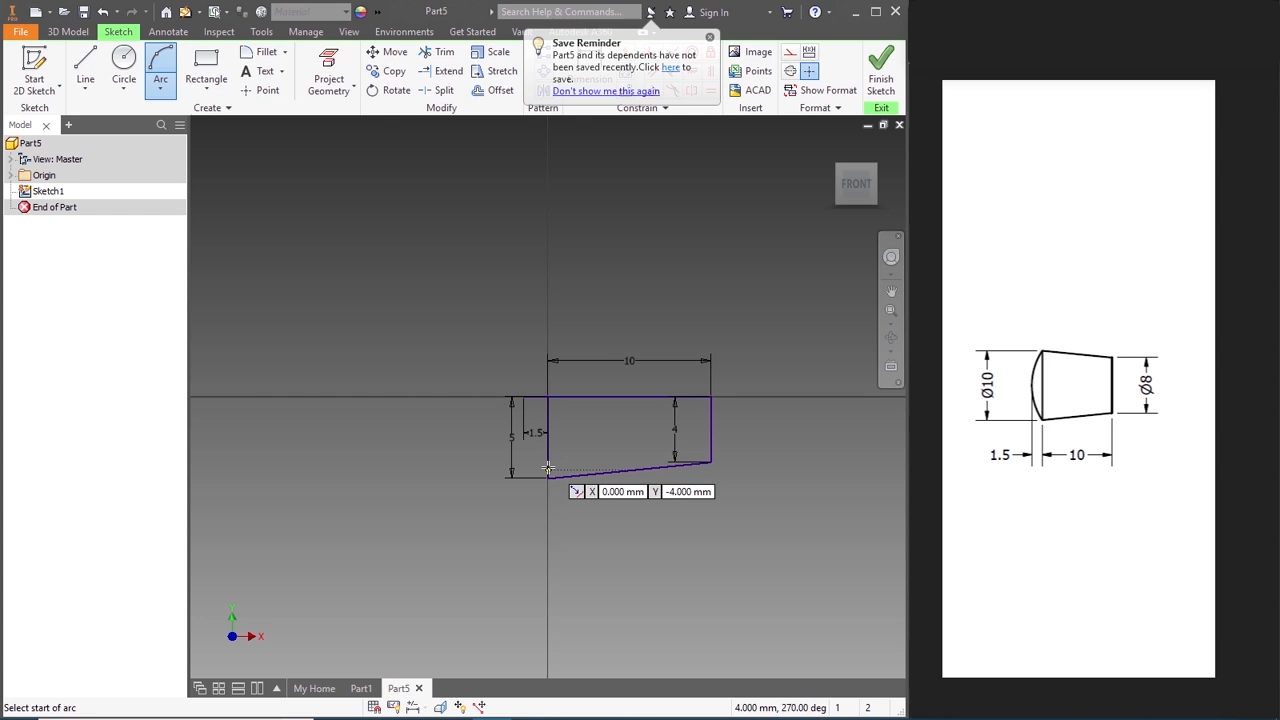 PRO
Material
Part5
Search Help & Commands...
Sign In
File
3D Model
Sketch
Annotate
Inspect
Tools
Manage
View
Environments
Get Started
Save Reminder
Part5 and its dependents have not
been saved recently.Click here to
save.
Don't show me this again
Start
2D Sketch
Line
Circle
Arc
Rectangle
Fillet
Text
Point
Project
Geometry
Move
Copy
Rotate
Trim
Extend
Split
Scale
Stretch
Offset
Image
Points
ACAD
Show Format
Finish
Sketch
Sketch
Create
Modify
Pattern
Constrain
Insert
Format
Exit
Model
Part5
View: Master
Origin
Sketch1
End of Part
FRONT
10
5
1.5
4
X 0.000 mm Y -4.000 mm
Y
X
Ø10
Ø8
1.5
10
My Home
Part1
Part5
Select start of arc
4.000 mm, 270.00 deg
1
2